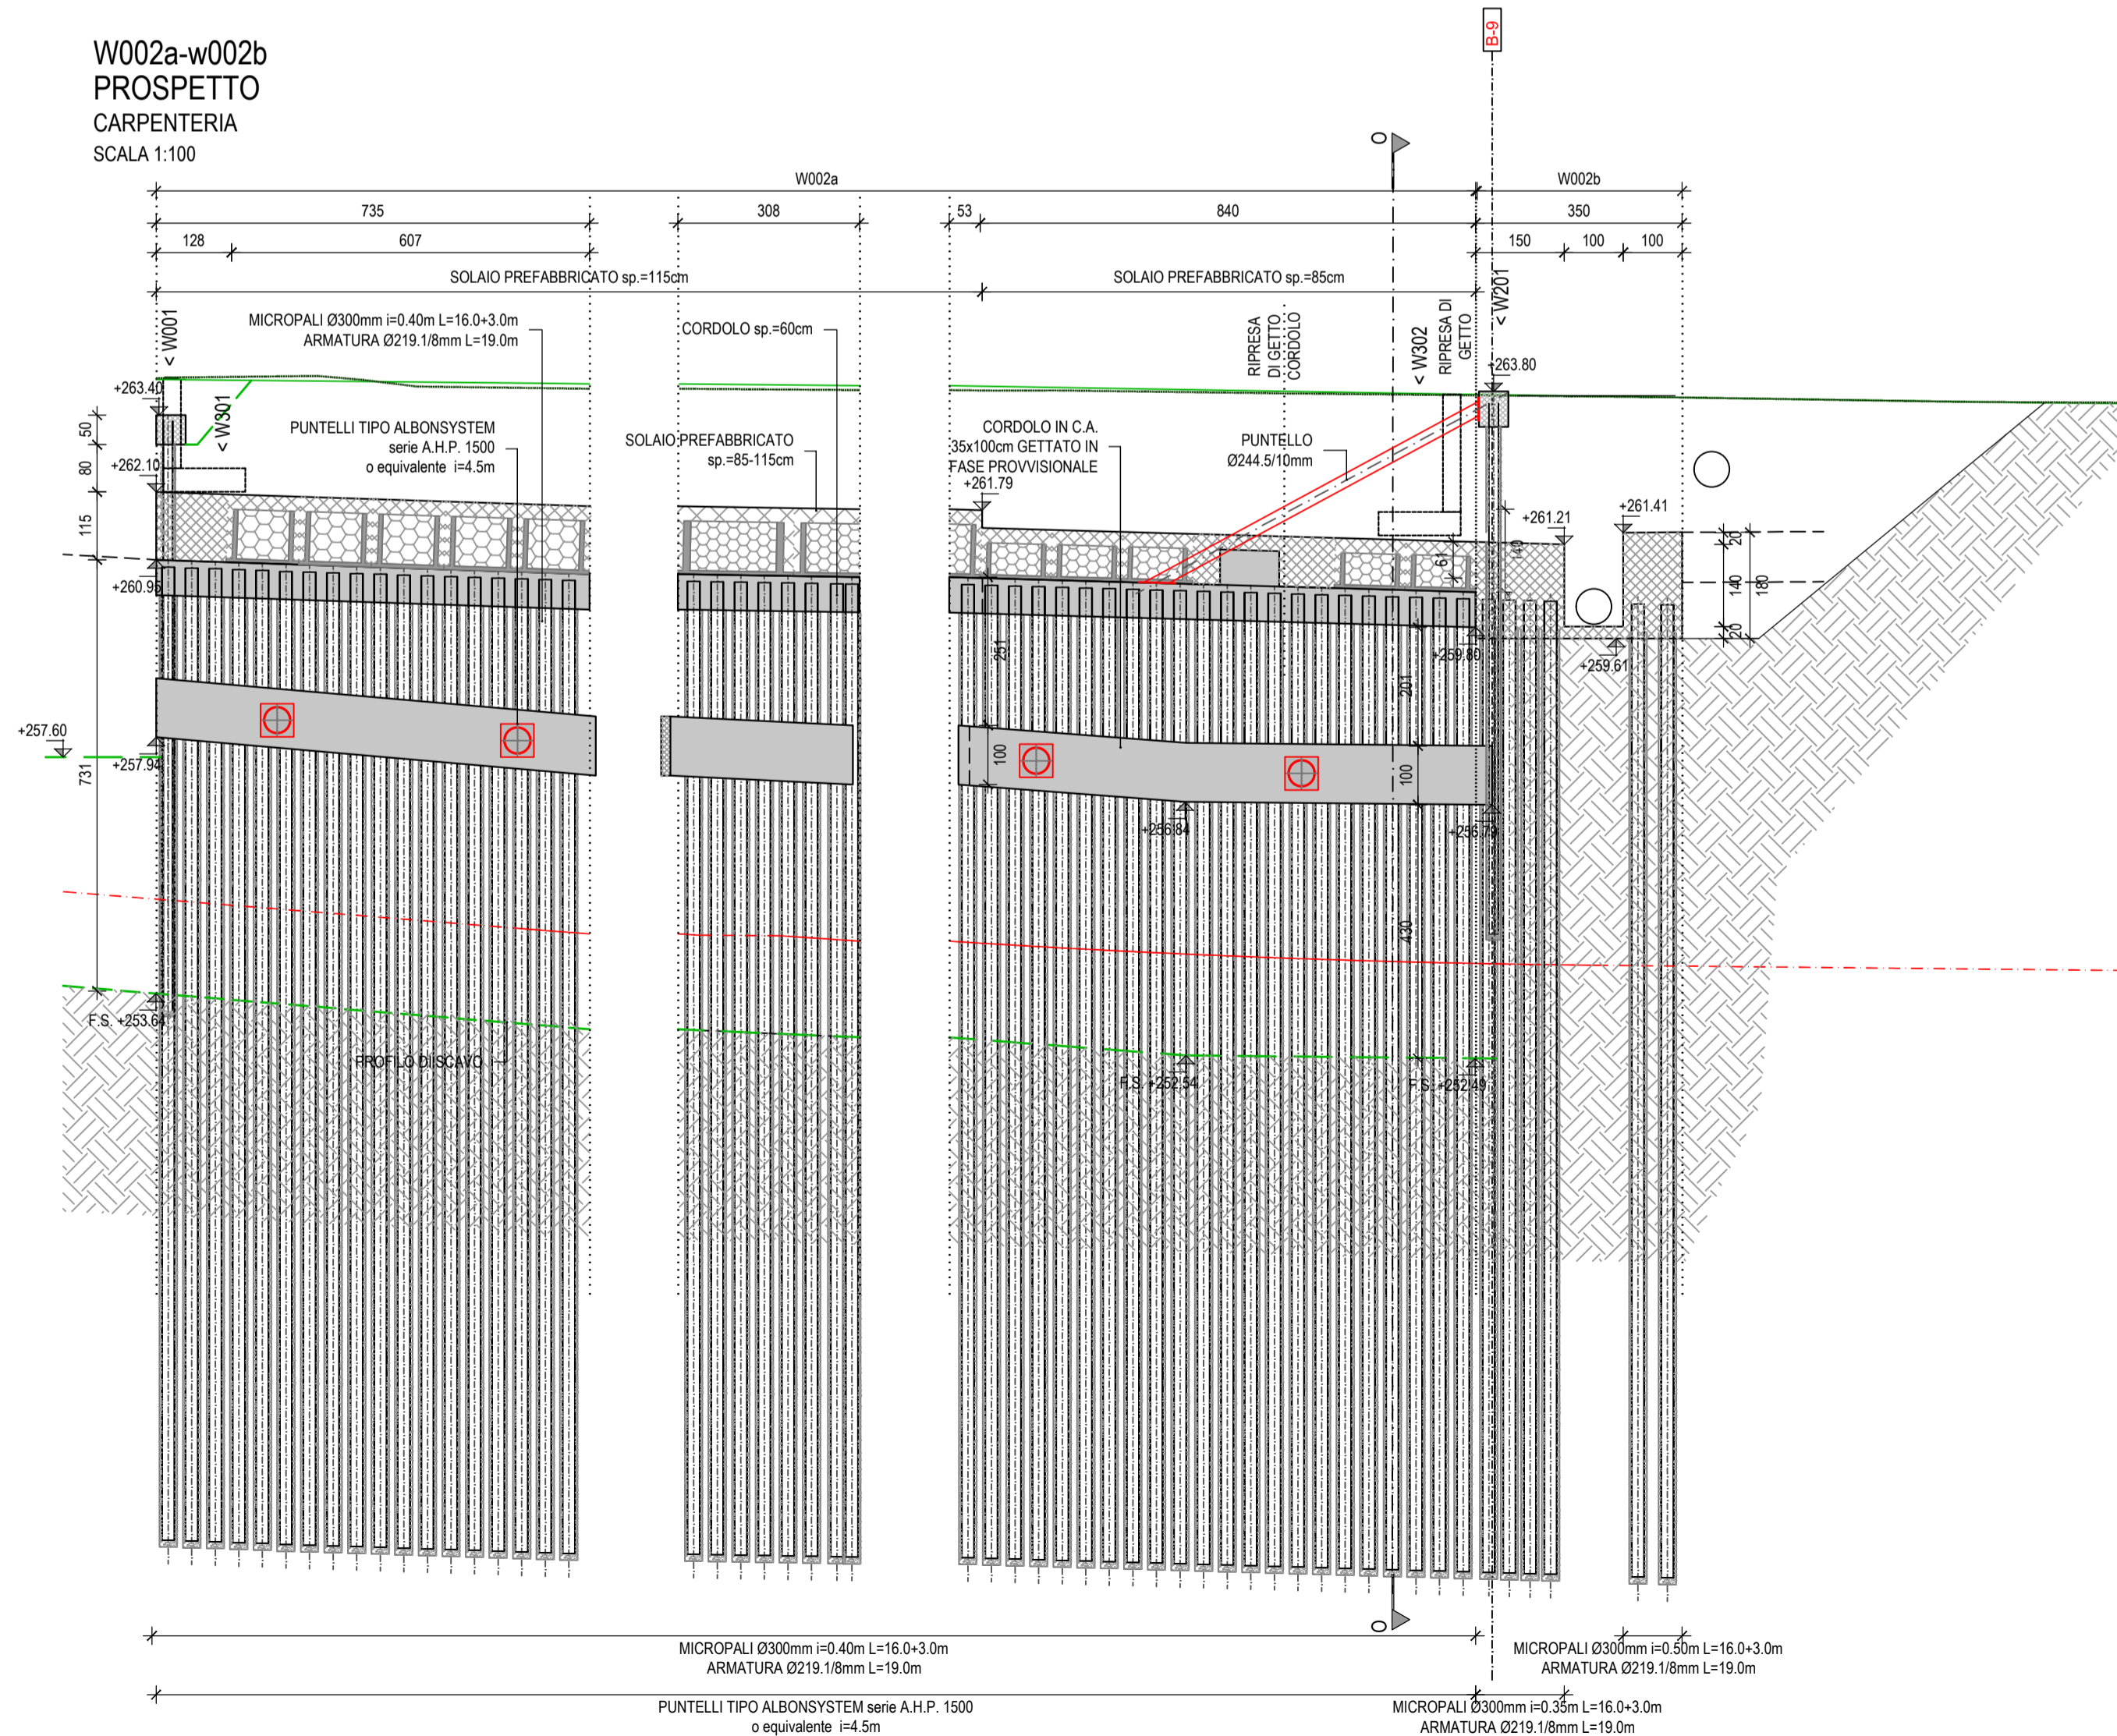 W002a-w002b
PROSPETTO
CARPENTERIA
SCALA 1:100
B-9
O
W002a
W002b
735
308
53
840
350
128
607
150
100
100
SOLAIO PREFABBRICATO sp.=115cm
SOLAIO PREFABBRICATO sp.=85cm
< W001
MICROPALI Ø300mm i=0.40m L=16.0+3.0m
ARMATURA Ø219.1/8mm L=19.0m
CORDOLO sp.=60cm
RIPRESA
DI GETTO
CORDOLO
< W302
RIPRESA DI
GETTO
< W201
+263.40
+263.80
< W301
50
80
115
+262.10
PUNTELLI TIPO ALBONSYSTEM
serie A.H.P. 1500
o equivalente i=4.5m
SOLAIO PREFABBRICATO
sp.=85-115cm
CORDOLO IN C.A.
35x100cm GETTATO IN
FASE PROVVISIONALE
+261.79
PUNTELLO
Ø244.5/10mm
+261.21
+261.41
61
140
20
140
20
180
+260.95
251
201
+259.80
+259.61
+257.60
+257.94
731
100
100
+256.84
+256.79
430
F.S. +253.64
PROFILO DI SCAVO
F.S. +252.54
F.S. +252.49
O
MICROPALI Ø300mm i=0.40m L=16.0+3.0m
ARMATURA Ø219.1/8mm L=19.0m
MICROPALI Ø300mm i=0.50m L=16.0+3.0m
ARMATURA Ø219.1/8mm L=19.0m
PUNTELLI TIPO ALBONSYSTEM serie A.H.P. 1500
o equivalente i=4.5m
MICROPALI Ø300mm i=0.35m L=16.0+3.0m
ARMATURA Ø219.1/8mm L=19.0m